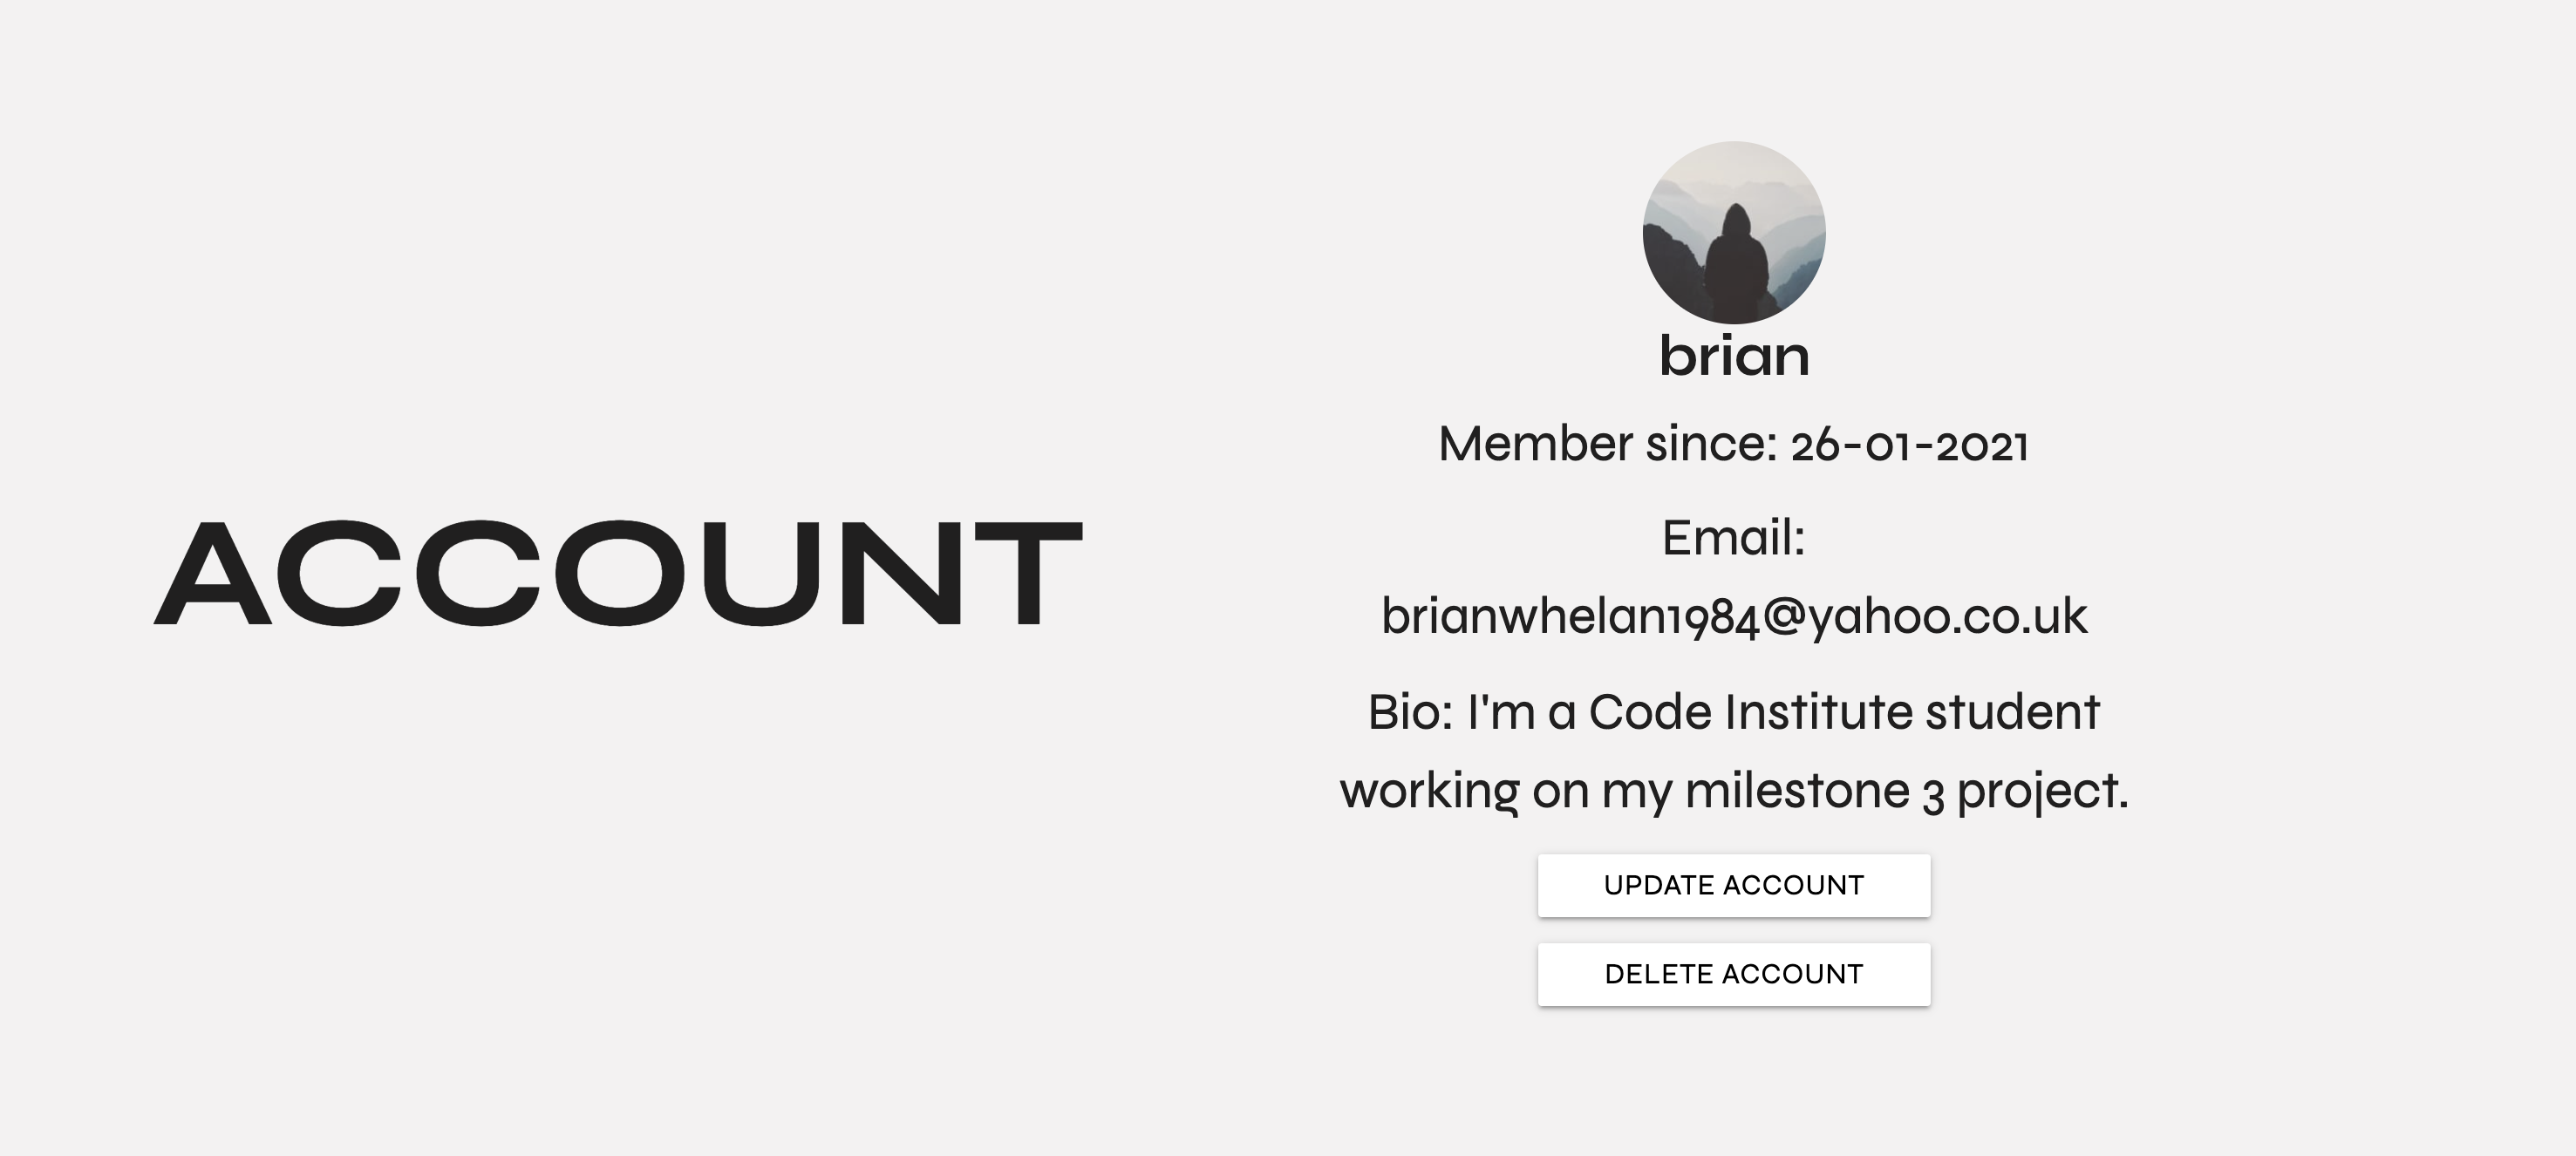 ACCOUNT
brian
Member since: 26-01-2021
Email:
brianwhelan1984@yahoo.co.uk
Bio: I'm a Code Institute student
working on my milestone 3 project.
UPDATE ACCOUNT
DELETE ACCOUNT